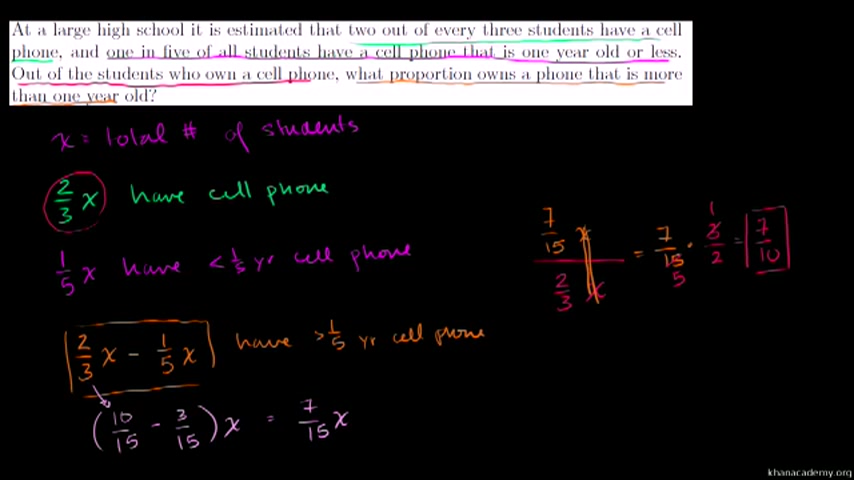 At a large high school it is estimated that two out of every three students have a cell
phone, and one in five of all students have a cell phone that is one year old or less.
Out of the students who own a cell phone, what proportion owns a phone that is more
than one year old?
x = total # of students
2/3 x have cell phone
1/5 x have < 1/5 yr cell phone
2/3 x - 1/5 x have > 1/5 yr cell phone
(10/15 - 3/15) x = 7/15 x
7/15 x / 2/3 x = 7/15 5 · 3 1/2 = 7/10
khanacademy.org